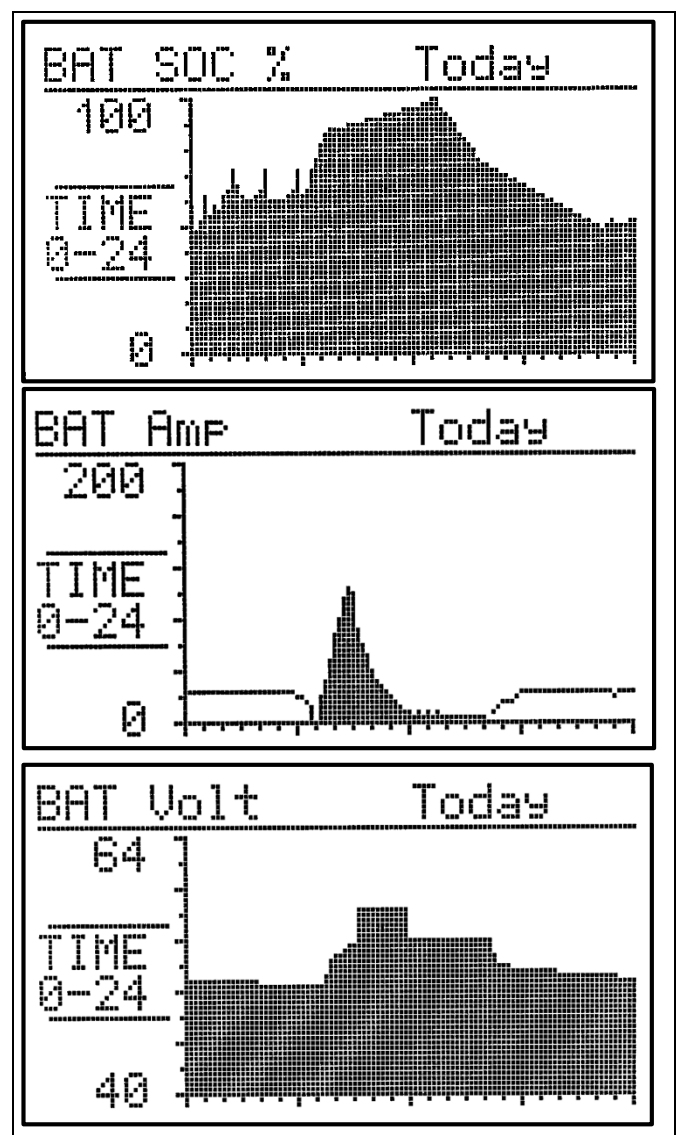 BAT SOC % Today
100
TIME
0-24
0
BAT Amp Today
200
TIME
0-24
0
BAT Volt Today
64
TIME
0-24
40